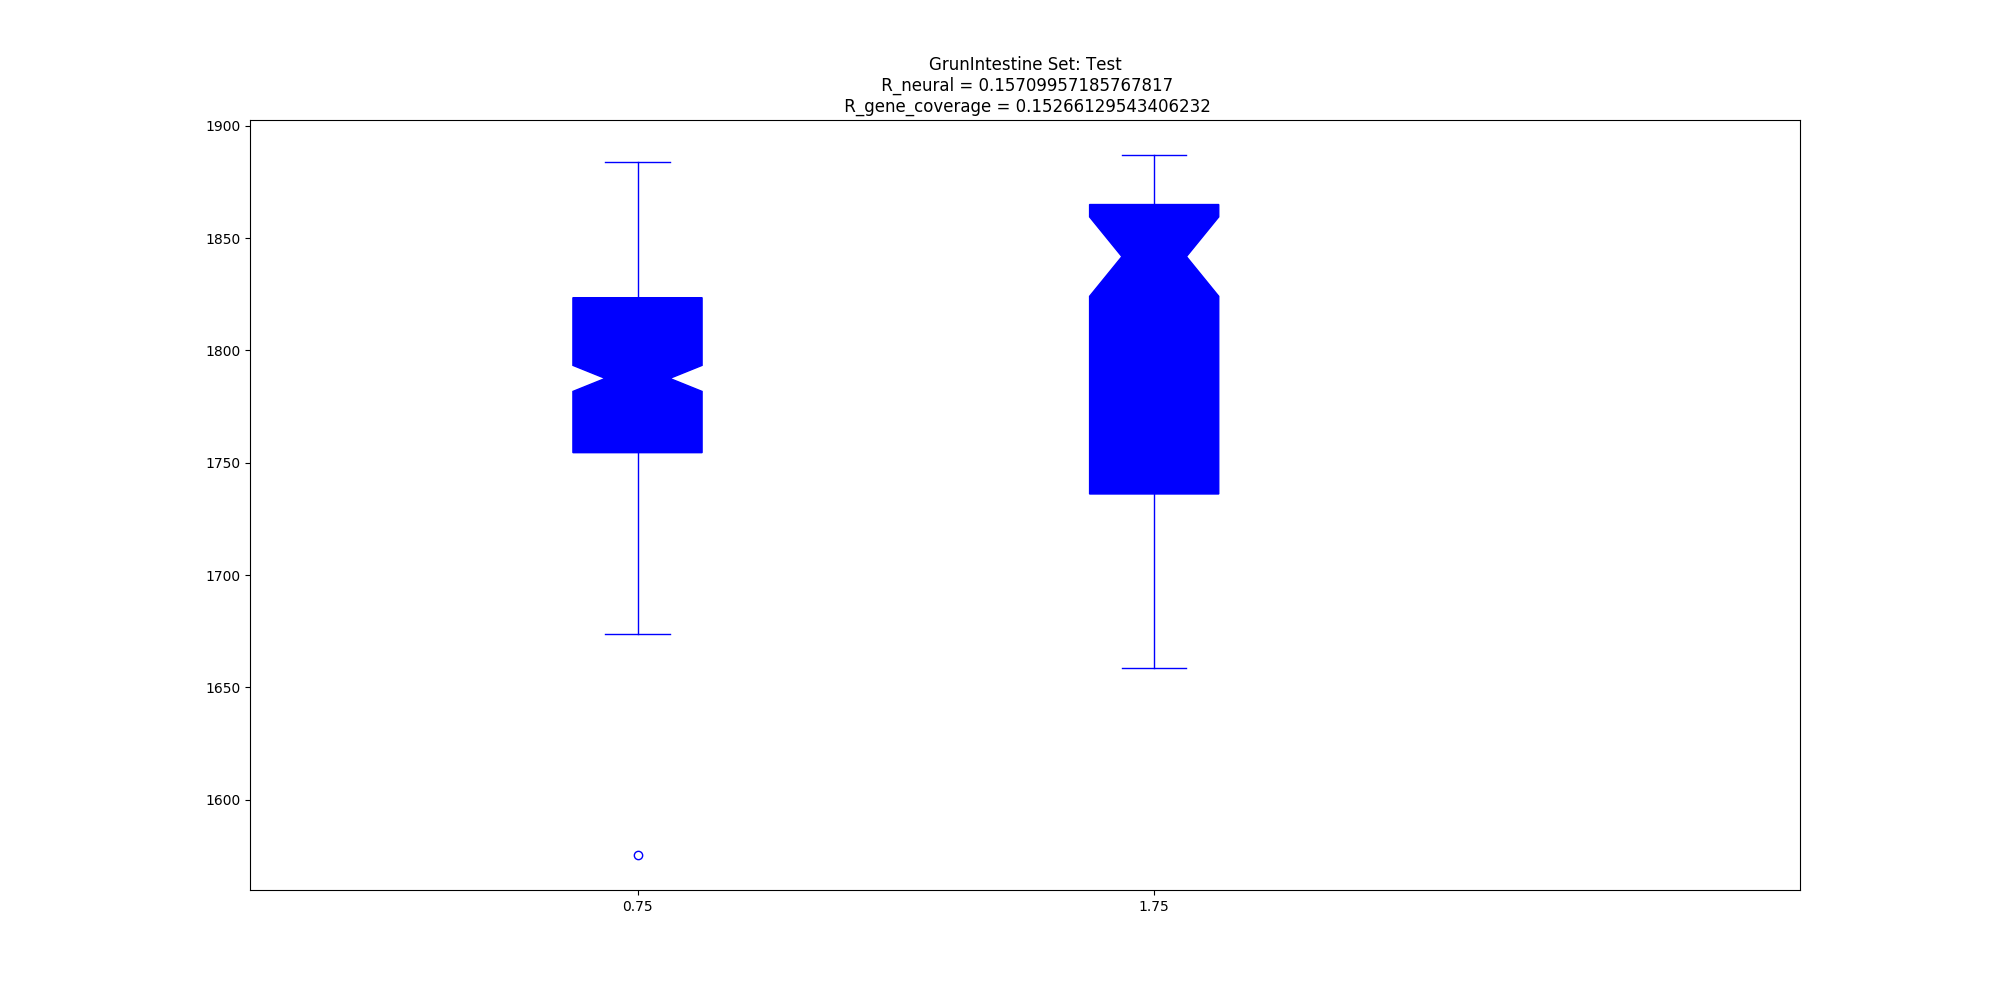 GrunIntestine Set: Test
R_neural = 0.15709957185767817
R_gene_coverage = 0.15266129543406232
1900
1850
1800
1750
1700
1650
1600
0.75 1.75